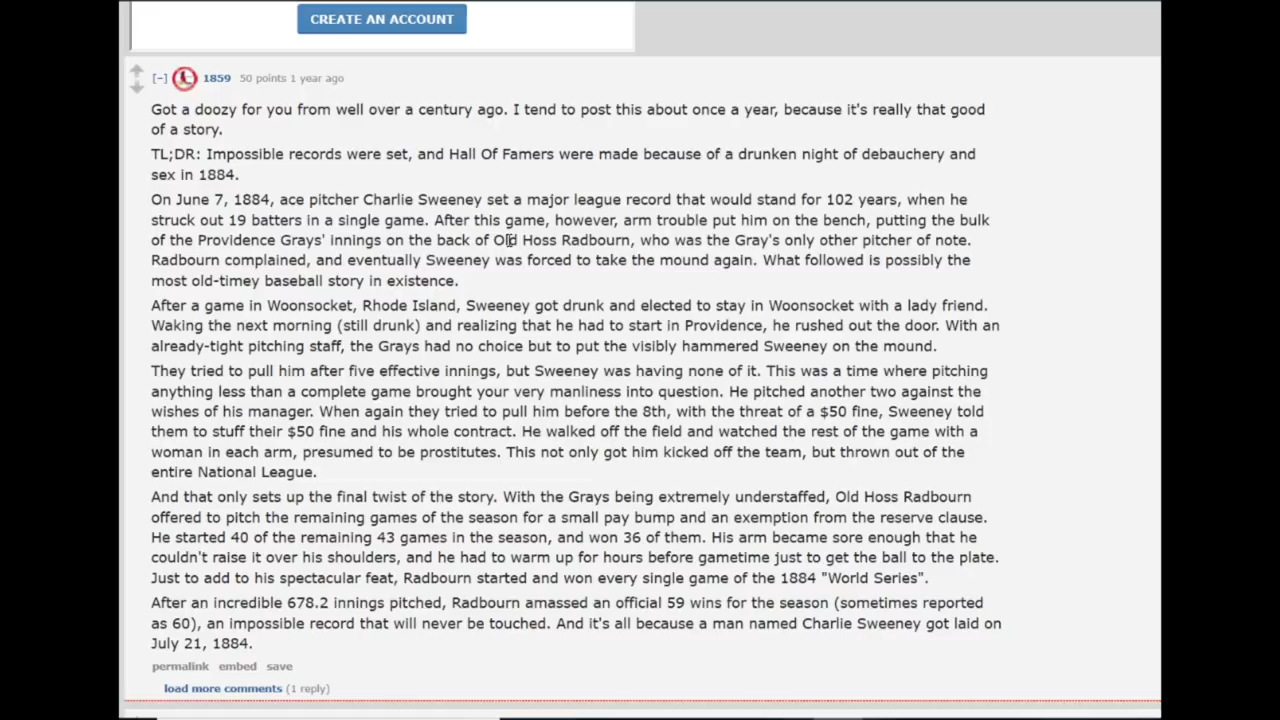 CREATE AN ACCOUNT
[-] 1859 50 points 1 year ago
Got a doozy for you from well over a century ago. I tend to post this about once a year, because it's really that good
of a story.
TL;DR: Impossible records were set, and Hall Of Famers were made because of a drunken night of debauchery and
sex in 1884.
On June 7, 1884, ace pitcher Charlie Sweeney set a major league record that would stand for 102 years, when he
struck out 19 batters in a single game. After this game, however, arm trouble put him on the bench, putting the bulk
of the Providence Grays' innings on the back of Old Hoss Radbourn, who was the Gray's only other pitcher of note.
Radbourn complained, and eventually Sweeney was forced to take the mound again. What followed is possibly the
most old-timey baseball story in existence.
After a game in Woonsocket, Rhode Island, Sweeney got drunk and elected to stay in Woonsocket with a lady friend.
Waking the next morning (still drunk) and realizing that he had to start in Providence, he rushed out the door. With an
already-tight pitching staff, the Grays had no choice but to put the visibly hammered Sweeney on the mound.
They tried to pull him after five effective innings, but Sweeney was having none of it. This was a time where pitching
anything less than a complete game brought your very manliness into question. He pitched another two against the
wishes of his manager. When again they tried to pull him before the 8th, with the threat of a $50 fine, Sweeney told
them to stuff their $50 fine and his whole contract. He walked off the field and watched the rest of the game with a
woman in each arm, presumed to be prostitutes. This not only got him kicked off the team, but thrown out of the
entire National League.
And that only sets up the final twist of the story. With the Grays being extremely understaffed, Old Hoss Radbourn
offered to pitch the remaining games of the season for a small pay bump and an exemption from the reserve clause.
He started 40 of the remaining 43 games in the season, and won 36 of them. His arm became sore enough that he
couldn't raise it over his shoulders, and he had to warm up for hours before gametime just to get the ball to the plate.
Just to add to his spectacular feat, Radbourn started and won every single game of the 1884 "World Series".
After an incredible 678.2 innings pitched, Radbourn amassed an official 59 wins for the season (sometimes reported
as 60), an impossible record that will never be touched. And it's all because a man named Charlie Sweeney got laid on
July 21, 1884.
permalink embed save
load more comments (1 reply)